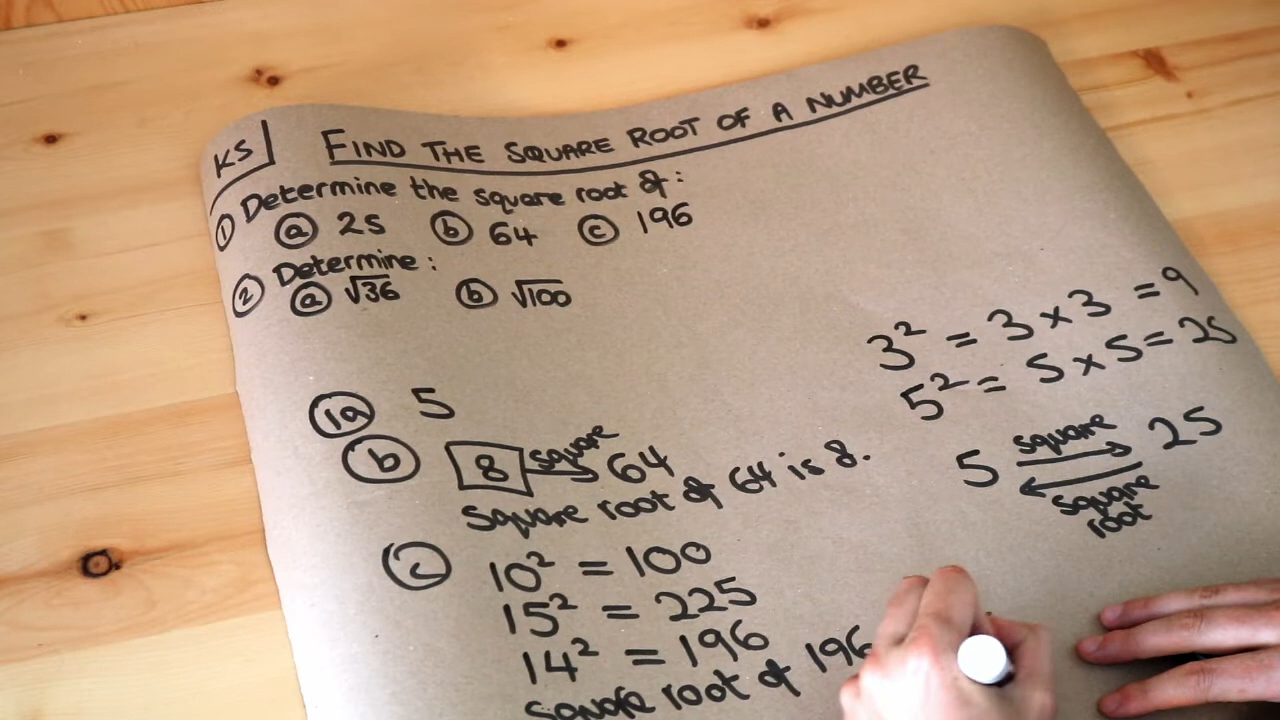 KS
FIND THE SQUARE ROOT OF A NUMBER
① Determine the square root of:
ⓐ 25 ⓑ 64 ⓒ 196
② Determine:
ⓐ √36 ⓑ √100
3² = 3 × 3 = 9
5² = 5 × 5 = 25
1a 5
b 8 square 64
Square root of 64 is 8.
5 square 25
square
root
c 10² = 100
15² = 225
14² = 196
square root of 196